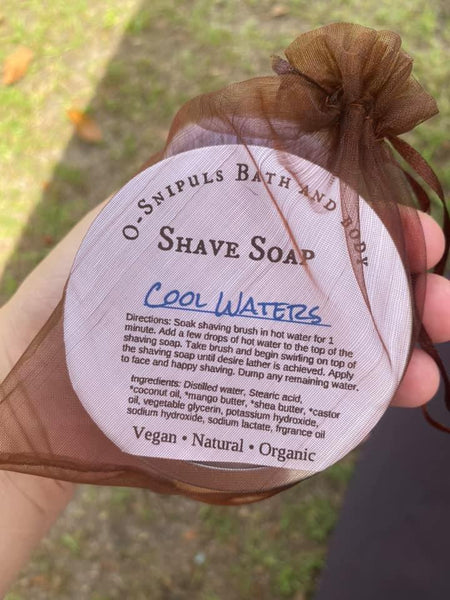 O-Snipuls Bath and body
Shave Soap
Cool Waters
Directions: Soak shaving brush in hot water for 1
minute. Add a few drops of hot water to the top of the
shaving soap. Take brush and begin swirling on top of
the shaving soap until desire lather is achieved. Apply
to face and happy shaving. Dump any remaining water.
Ingredients: Distilled water, Stearic acid,
*coconut oil, *mango butter, *shea butter, *castor
oil, vegetable glycerin, potassium hydroxide,
sodium hydroxide, sodium lactate, frgrance oil
Vegan • Natural • Organic